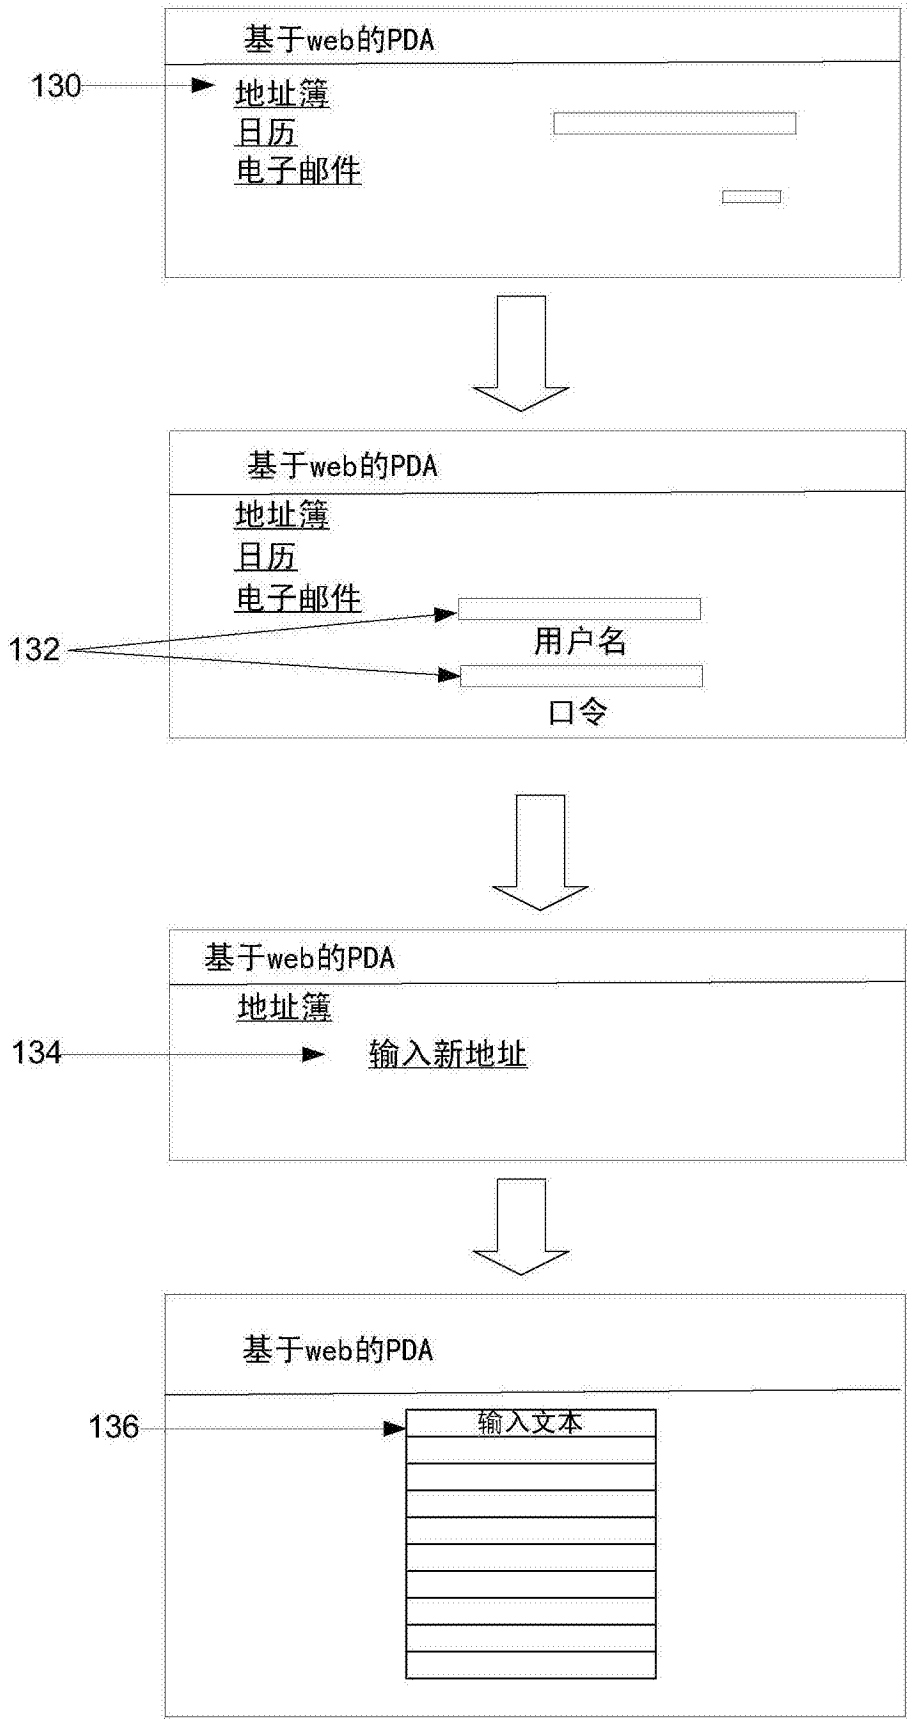 基于web的PDA
130
地址簿
日历
电子邮件
基于web的PDA
地址簿
日历
电子邮件
132
用户名
口令
基于web的PDA
地址簿
134
输入新地址
基于web的PDA
136
输入文本